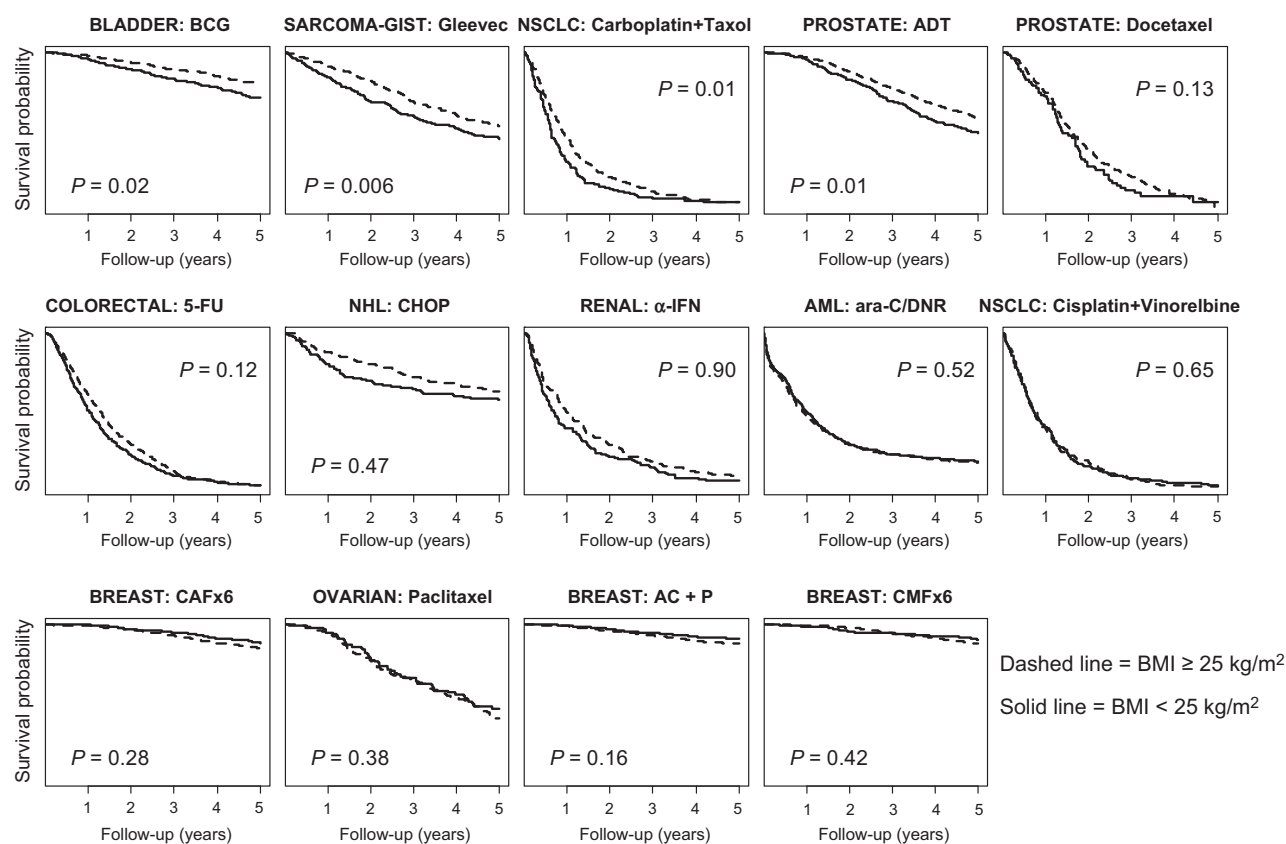 BLADDER: BCG
SARCOMA-GIST: Gleevec
NSCLC: Carboplatin+Taxol
PROSTATE: ADT
PROSTATE: Docetaxel
Survival probability
P = 0.02
P = 0.006
P = 0.01
P = 0.01
P = 0.13
1 2 3 4 5
1 2 3 4 5
1 2 3 4 5
1 2 3 4 5
1 2 3 4 5
Follow-up (years)
Follow-up (years)
Follow-up (years)
Follow-up (years)
Follow-up (years)
COLORECTAL: 5-FU
NHL: CHOP
RENAL: α-IFN
AML: ara-C/DNR
NSCLC: Cisplatin+Vinorelbine
Survival probability
P = 0.12
P = 0.47
P = 0.90
P = 0.52
P = 0.65
1 2 3 4 5
1 2 3 4 5
1 2 3 4 5
1 2 3 4 5
1 2 3 4 5
Follow-up (years)
Follow-up (years)
Follow-up (years)
Follow-up (years)
Follow-up (years)
BREAST: CAFx6
OVARIAN: Paclitaxel
BREAST: AC + P
BREAST: CMFx6
Survival probability
P = 0.28
P = 0.38
P = 0.16
P = 0.42
1 2 3 4 5
1 2 3 4 5
1 2 3 4 5
1 2 3 4 5
Follow-up (years)
Follow-up (years)
Follow-up (years)
Follow-up (years)
Dashed line = BMI ≥ 25 kg/m²
Solid line = BMI < 25 kg/m²